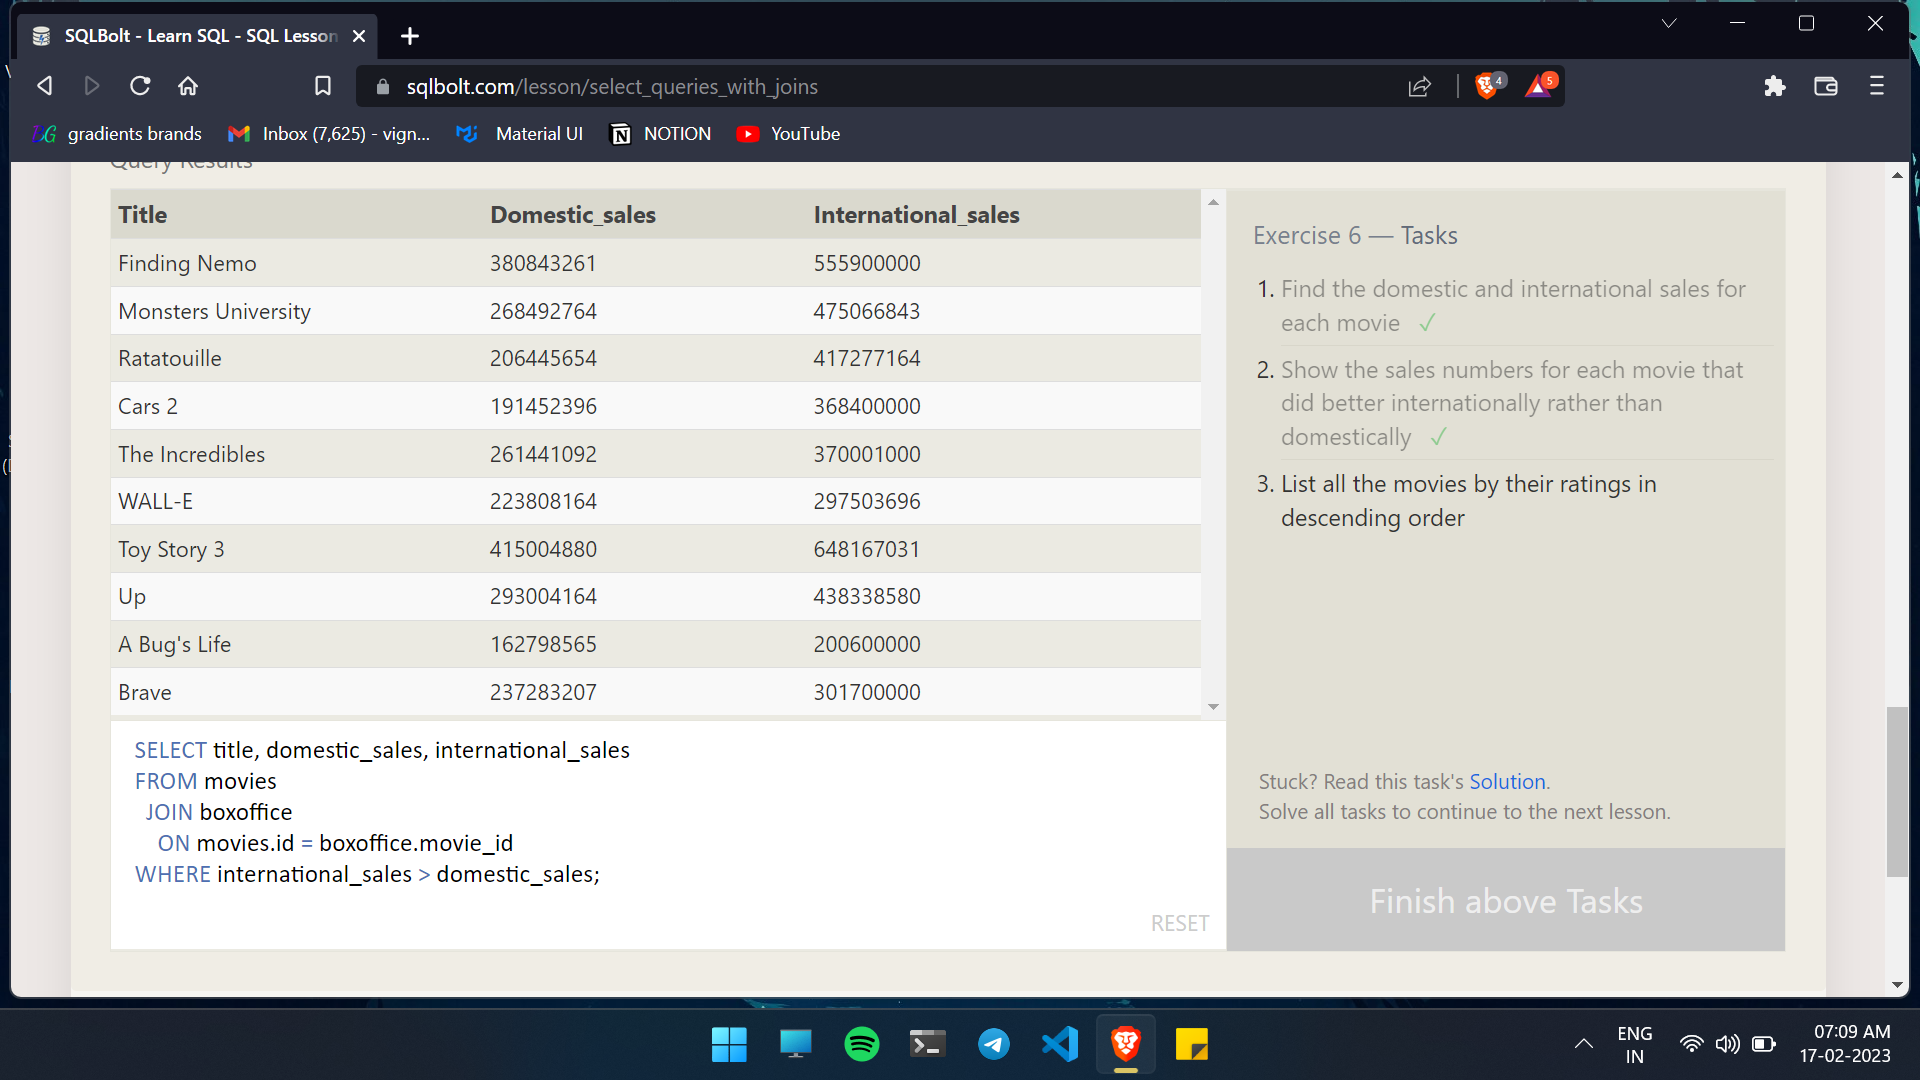 SQLBolt - Learn SQL - SQL Lesson
sqlbolt.com/lesson/select_queries_with_joins
4
5
gradients brands
Inbox (7,625) - vign...
Material UI
NOTION
YouTube
Query Results
Title Domestic_sales International_sales
Finding Nemo 380843261 555900000
Monsters University 268492764 475066843
Ratatouille 206445654 417277164
Cars 2 191452396 368400000
The Incredibles 261441092 370001000
WALL-E 223808164 297503696
Toy Story 3 415004880 648167031
Up 293004164 438338580
A Bug's Life 162798565 200600000
Brave 237283207 301700000
SELECT title, domestic_sales, international_sales
FROM movies
JOIN boxoffice
ON movies.id = boxoffice.movie_id
WHERE international_sales > domestic_sales;
RESET
Exercise 6 — Tasks
1. Find the domestic and international sales for
each movie ✓
2. Show the sales numbers for each movie that
did better internationally rather than
domestically ✓
3. List all the movies by their ratings in
descending order
Stuck? Read this task's Solution.
Solve all tasks to continue to the next lesson.
Finish above Tasks
ENG
IN
07:09 AM
17-02-2023